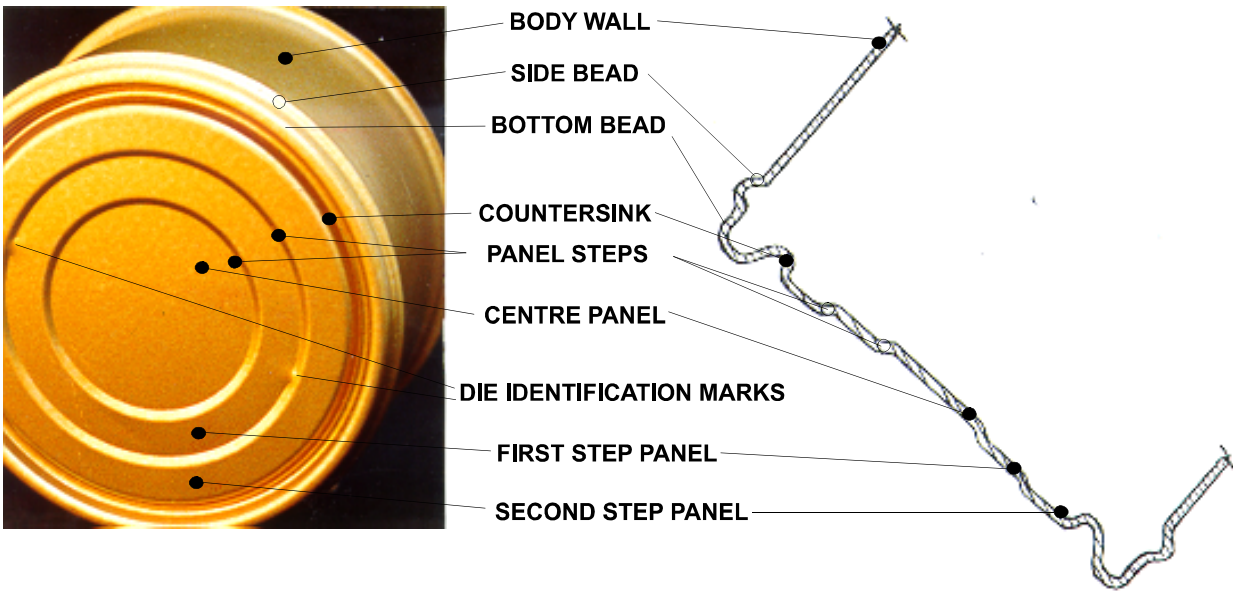 BODY WALL
SIDE BEAD
BOTTOM BEAD
COUNTERSINK
PANEL STEPS
CENTRE PANEL
DIE IDENTIFICATION MARKS
FIRST STEP PANEL
SECOND STEP PANEL